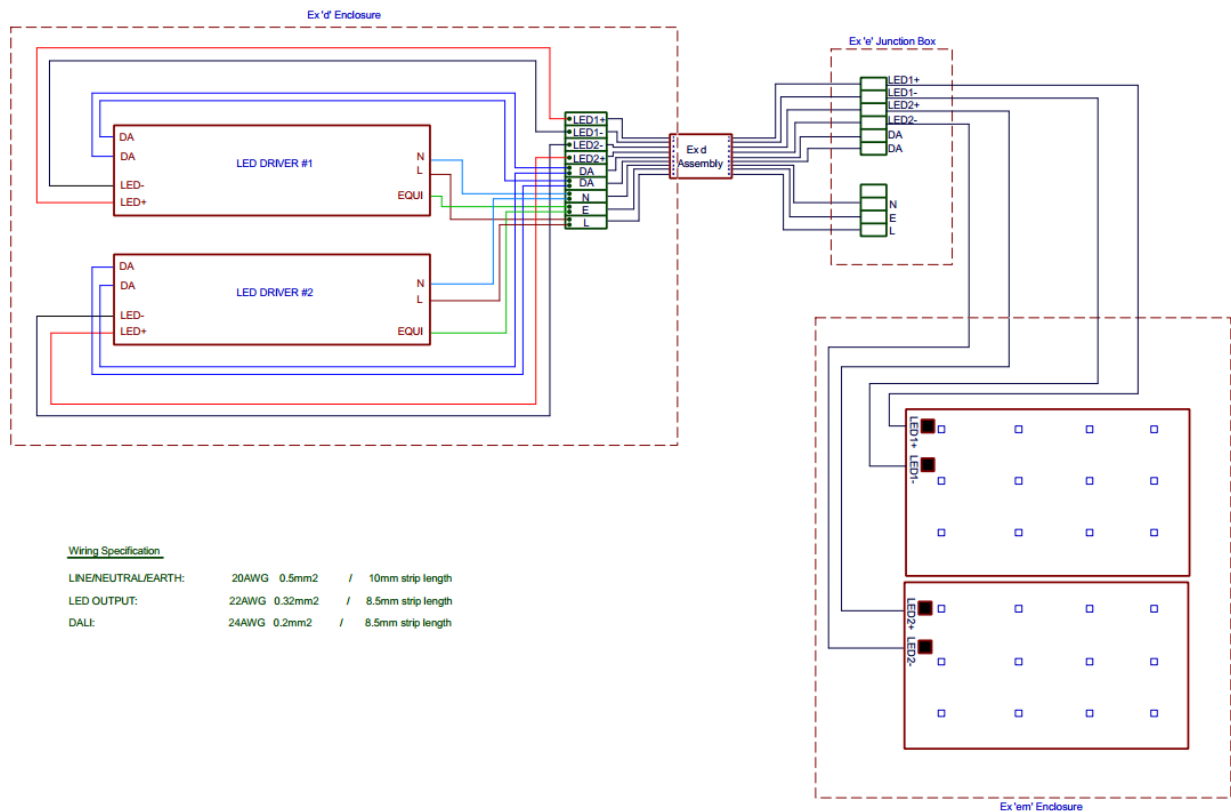 Ex 'd' Enclosure
Ex 'e' Junction Box
LED DRIVER #1
DA
DA
LED-
LED+
N
L
EQUI
LED DRIVER #2
DA
DA
LED-
LED+
N
L
EQUI
LED1+
LED1-
LED2-
LED2+
DA
DA
N
E
L
Ex d
Assembly
LED1+
LED1-
LED2+
LED2-
DA
DA
N
E
L
LED1+
LED1-
LED2+
LED2-
Wiring Specification
LINE/NEUTRAL/EARTH: 20AWG 0.5mm2 / 10mm strip length
LED OUTPUT: 22AWG 0.32mm2 / 8.5mm strip length
DALI: 24AWG 0.2mm2 / 8.5mm strip length
Ex 'em' Enclosure